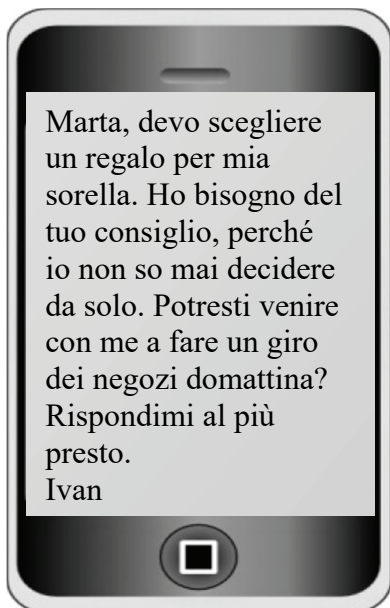 Marta, devo scegliere
un regalo per mia
sorella. Ho bisogno del
tuo consiglio, perché
io non so mai decidere
da solo. Potresti venire
con me a fare un giro
dei negozi domattina?
Rispondimi al più
presto.
Ivan